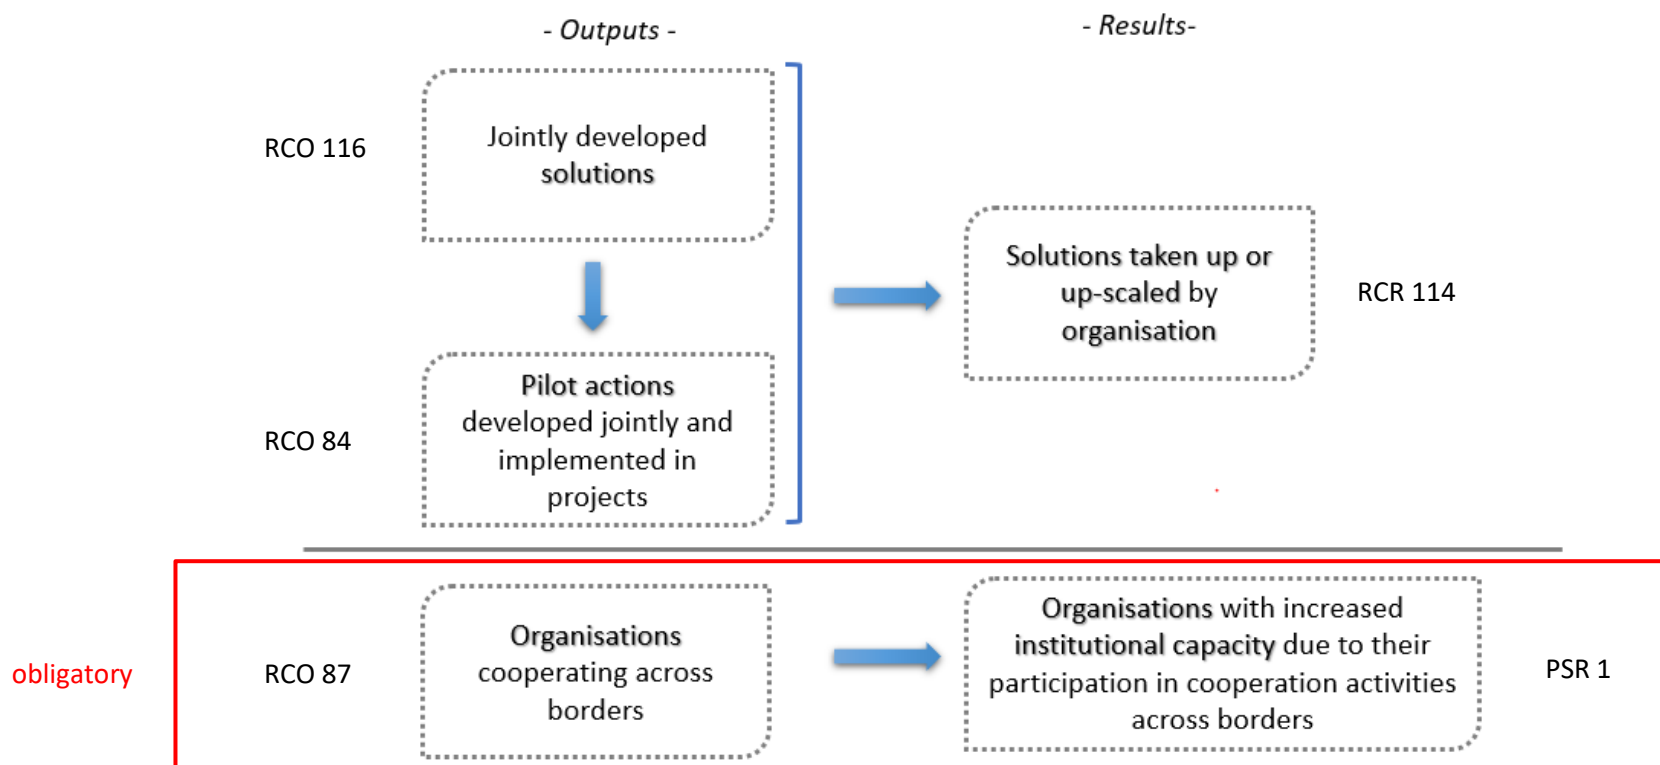 - Outputs -
- Results-
RCO 116
Jointly developed
solutions
Solutions taken up or
up-scaled by
organisation
RCR 114
RCO 84
Pilot actions
developed jointly and
implemented in
projects
obligatory
RCO 87
Organisations
cooperating across
borders
Organisations with increased
institutional capacity due to their
participation in cooperation activities
across borders
PSR 1